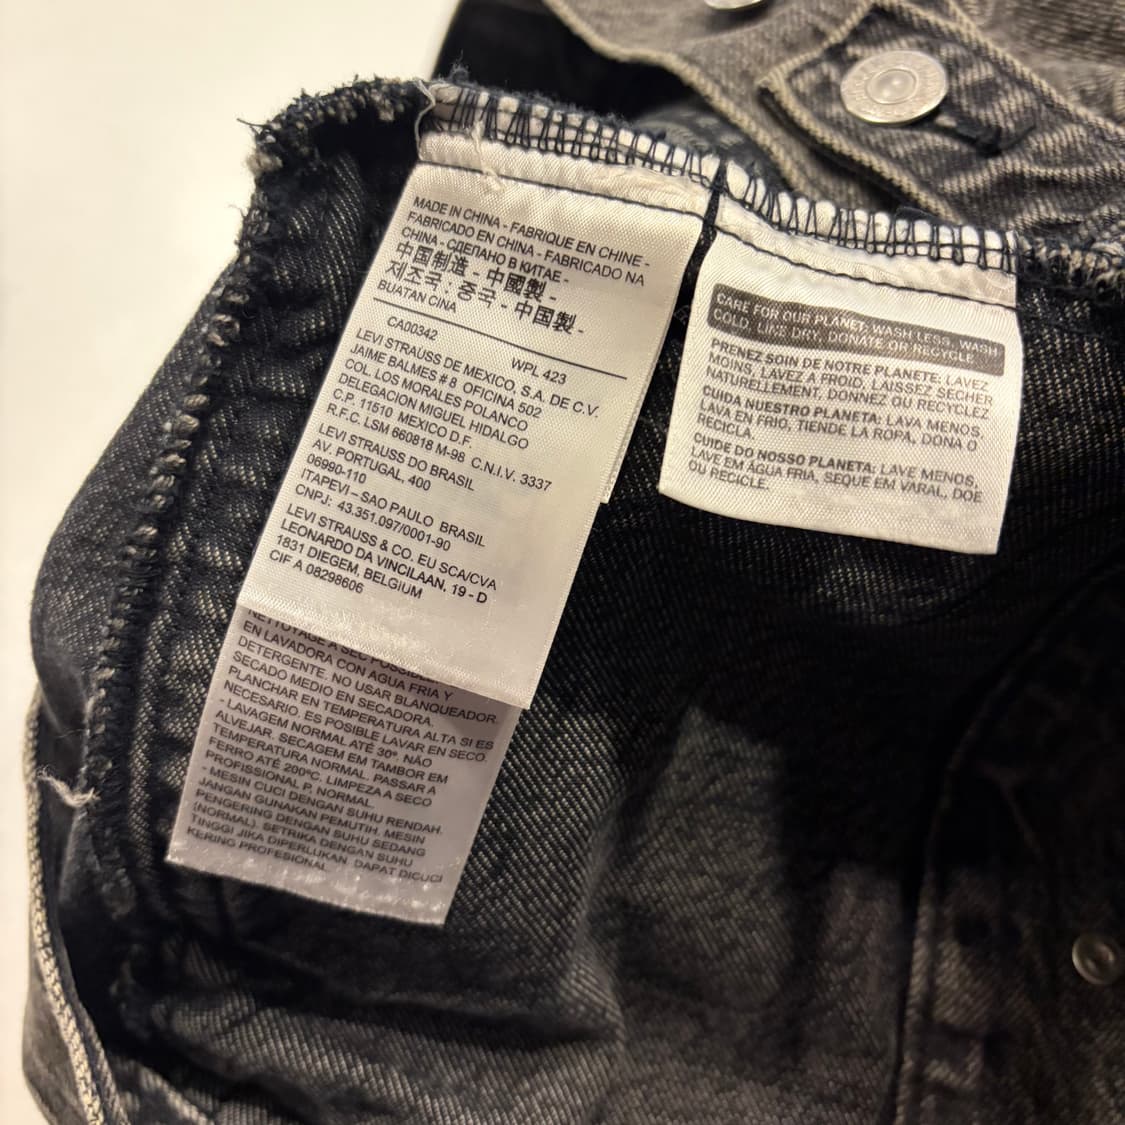 MADE IN CHINA - FABRIQUE EN CHINE -
FABRICADO EN CHINA - FABRICADO NA
CHINA - СДЕЛАНО В КИТАЕ -
中国制造 - 中國製 -
제조국 : 중국 - 中国製 -
BUATAN CINA
CA00342
WPL 423
LEVI STRAUSS DE MEXICO, S.A. DE C.V.
JAIME BALMES # 8 OFICINA 502
COL. LOS MORALES POLANCO
DELEGACION MIGUEL HIDALGO
C.P. 11510 MEXICO D.F.
R.F.C. LSM 660818 M-98 C.N.I.V. 3337
LEVI STRAUSS DO BRASIL
AV. PORTUGAL, 400
06990-110
ITAPEVI – SAO PAULO BRASIL
CNPJ: 43.351.097/0001-90
LEVI STRAUSS & CO. EU SCA/CVA
LEONARDO DA VINCILAAN, 19 - D
1831 DIEGEM, BELGIUM
CIF A 08298606
NETTOYAGE A SEC
EN LAVADORA CON AGUA FRIA Y
DETERGENTE. NO USAR BLANQUEADOR.
SECADO MEDIO EN SECADORA.
PLANCHAR EN TEMPERATURA ALTA SI ES
NECESARIO. ES POSIBLE LAVAR EN SECO.
- LAVAGEM NORMAL ATÉ 30º. NÃO
ALVEJAR. SECAGEM EM TAMBOR EM
TEMPERATURA NORMAL. PASSAR A
FERRO ATÉ 200ºC. LIMPEZA A SECO
PROFISSIONAL P, NORMAL.
- MESIN CUCI DENGAN SUHU RENDAH.
JANGAN GUNAKAN PEMUTIH. MESIN
PENGERING DENGAN SUHU SEDANG
(NORMAL). SETRIKA DENGAN SUHU
TINGGI JIKA DIPERLUKAN. DAPAT DICUCI
KERING PROFESIONAL.
CARE FOR OUR PLANET: WASH LESS, WASH
COLD, LINE DRY, DONATE OR RECYCLE
PRENEZ SOIN DE NOTRE PLANETE: LAVEZ
MOINS, LAVEZ À FROID, LAISSEZ SÉCHER
NATURELLEMENT, DONNEZ OU RECYCLEZ
CUIDA NUESTRO PLANETA: LAVA MENOS,
LAVA EN FRIO, TIENDE LA ROPA, DONA O
RECICLA.
CUIDE DO NOSSO PLANETA: LAVE MENOS,
LAVE EM ÁGUA FRIA, SEQUE EM VARAL, DOE
OU RECICLE.